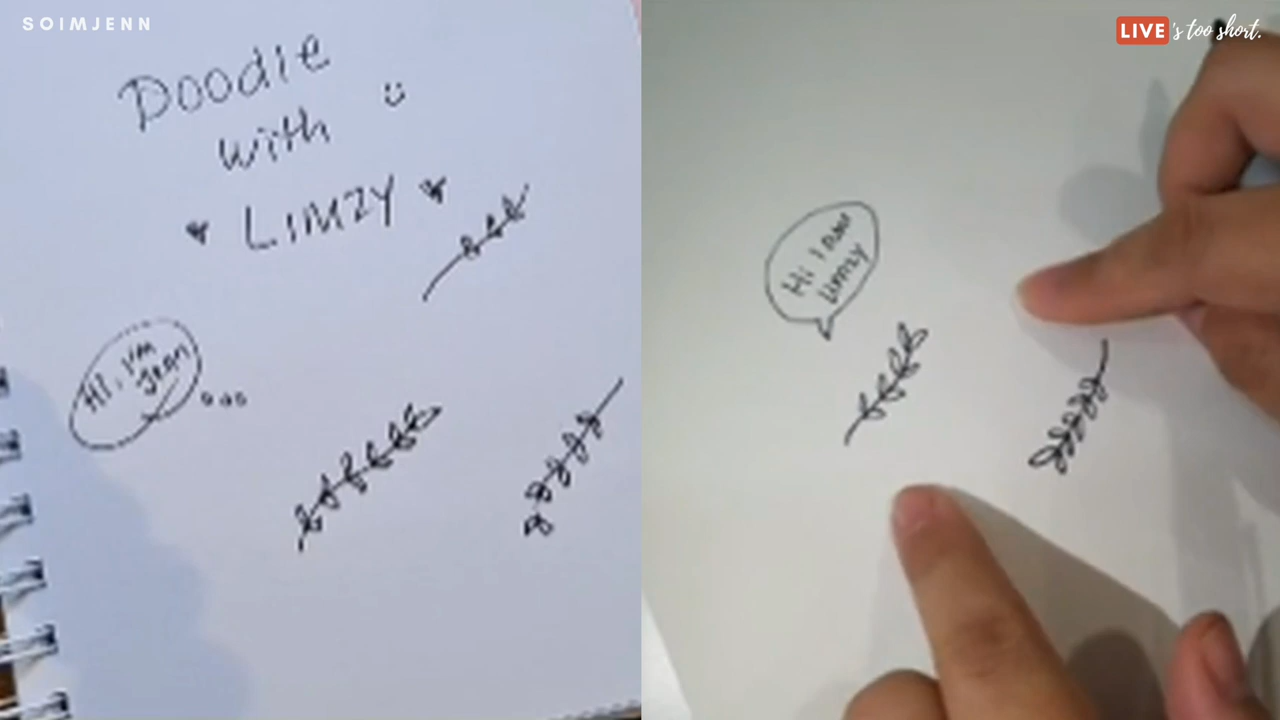 SOIMJENN
LIVE's too short.
Doodle
with
LIMZY
Hi, I'm
Jenn
Hi I am
LIMZY